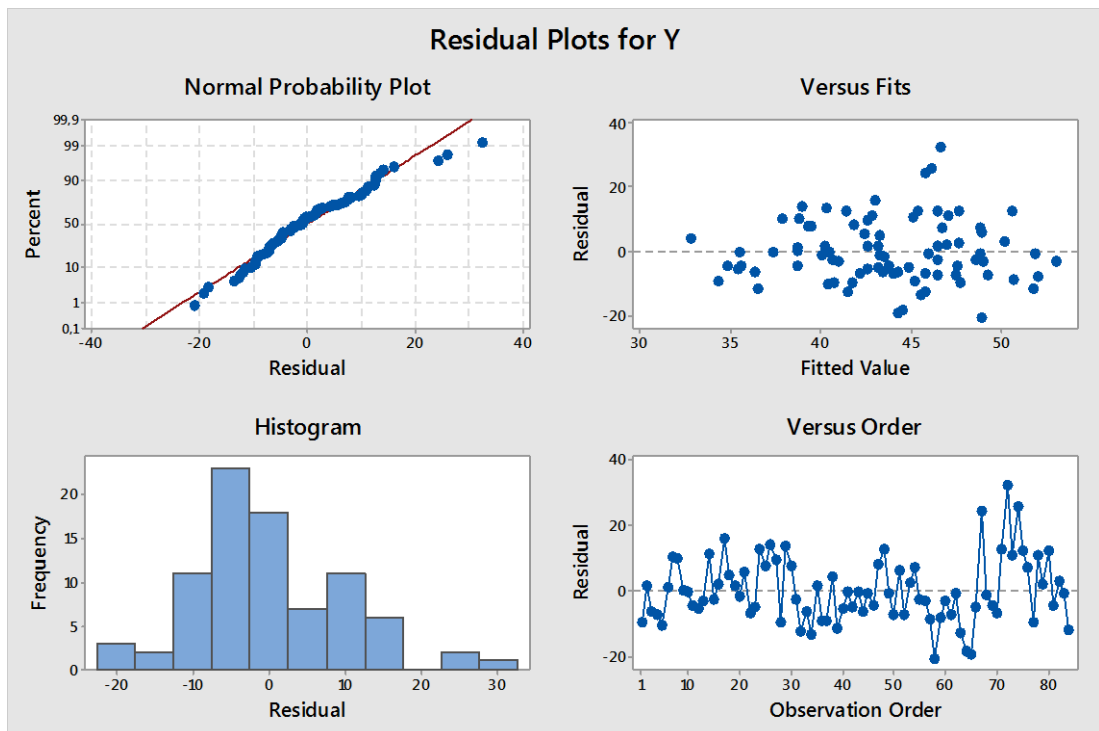 Residual Plots for Y
Normal Probability Plot
99,9
99
90
50
10
1
0,1
Percent
-40 -20 0 20 40
Residual
Versus Fits
40
20
0
-20
Residual
30 35 40 45 50
Fitted Value
Histogram
20
15
10
5
0
Frequency
-20 -10 0 10 20 30
Residual
Versus Order
40
20
0
-20
Residual
1 10 20 30 40 50 60 70 80
Observation Order